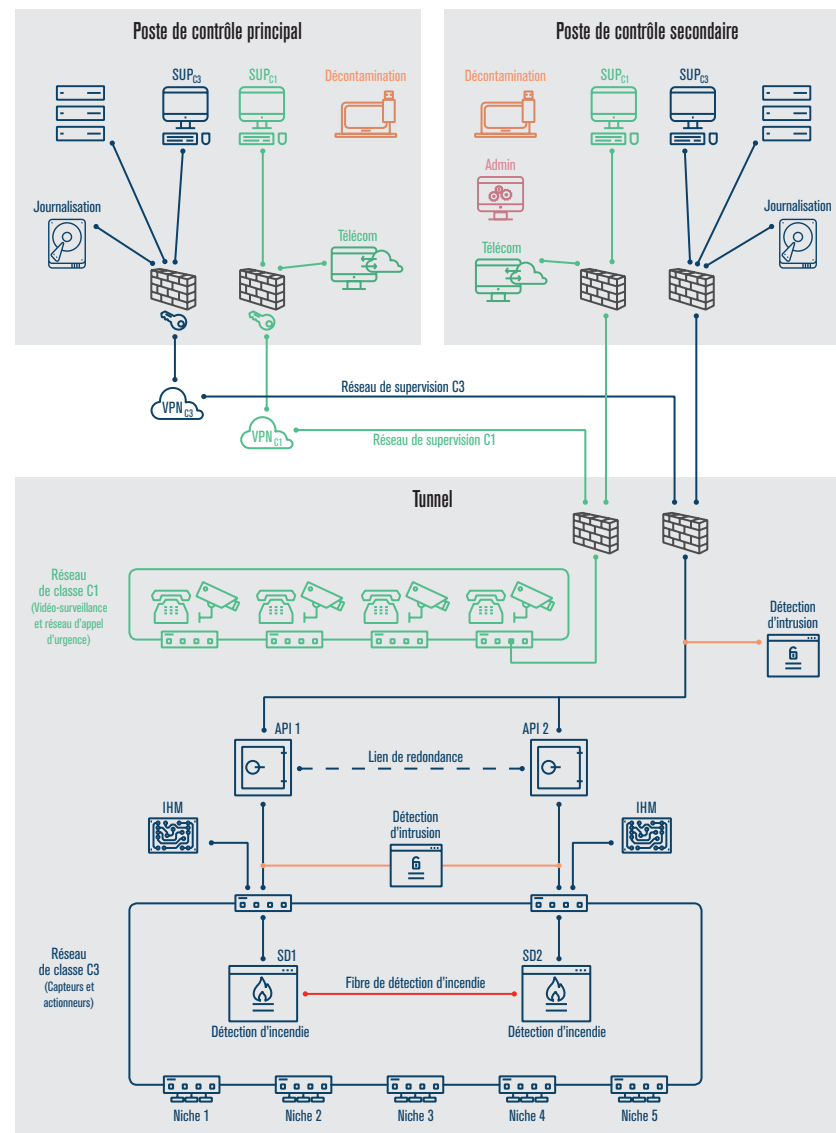 Poste de contrôle principal
Poste de contrôle secondaire
SUPC3
SUPC1
Décontamination
Journalisation
Télécom
Décontamination
SUPC1
SUPC3
Admin
Télécom
Journalisation
VPNC3
Réseau de supervision C3
VPNC1
Réseau de supervision C1
Tunnel
Réseau
de classe C1
(Vidéo-surveillance
et réseau d'appel
d'urgence)
Détection
d'intrusion
API 1
API 2
Lien de redondance
IHM
Détection
d'intrusion
IHM
Réseau
de classe C3
(Capteurs et
actionneurs)
SD1
SD2
Fibre de détection d'incendie
Détection d'incendie
Détection d'incendie
Niche 1
Niche 2
Niche 3
Niche 4
Niche 5